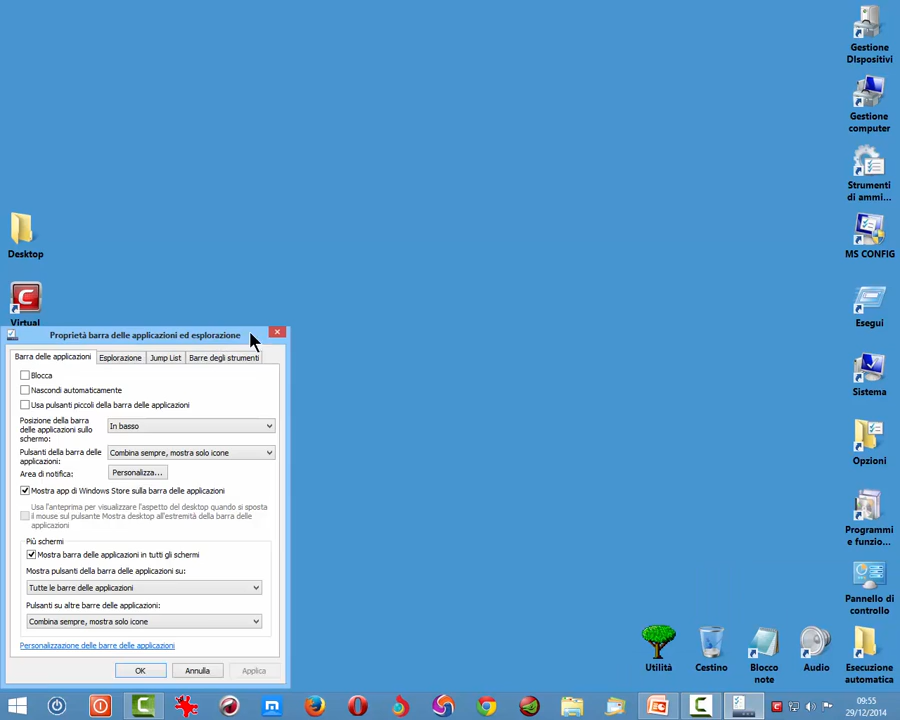 Gestione
DIspositivi
Gestione
computer
Strumenti
di ammi...
MS CONFIG
Esegui
Sistema
Opzioni
Programmi
e funzio...
Pannello di
controllo
Esecuzione
automatica
Desktop
Virtual
Proprietà barra delle applicazioni ed esplorazione
Barra delle applicazioni
Esplorazione
Jump List
Barre degli strumenti
Blocca
Nascondi automaticamente
Usa pulsanti piccoli della barra delle applicazioni
Posizione della barra
delle applicazioni sullo
schermo:
In basso
Pulsanti della barra delle
applicazioni:
Combina sempre, mostra solo icone
Area di notifica:
Personalizza...
Mostra app di Windows Store sulla barra delle applicazioni
Usa l'anteprima per visualizzare l'aspetto del desktop quando si sposta
il mouse sul pulsante Mostra desktop all'estremità della barra delle
applicazioni
Più schermi
Mostra barra delle applicazioni in tutti gli schermi
Mostra pulsanti della barra delle applicazioni su:
Tutte le barre delle applicazioni
Pulsanti su altre barre delle applicazioni:
Combina sempre, mostra solo icone
Personalizzazione delle barre delle applicazioni
OK
Annulla
Applica
Utilità
Cestino
Blocco
note
Audio
09:55
29/12/2014